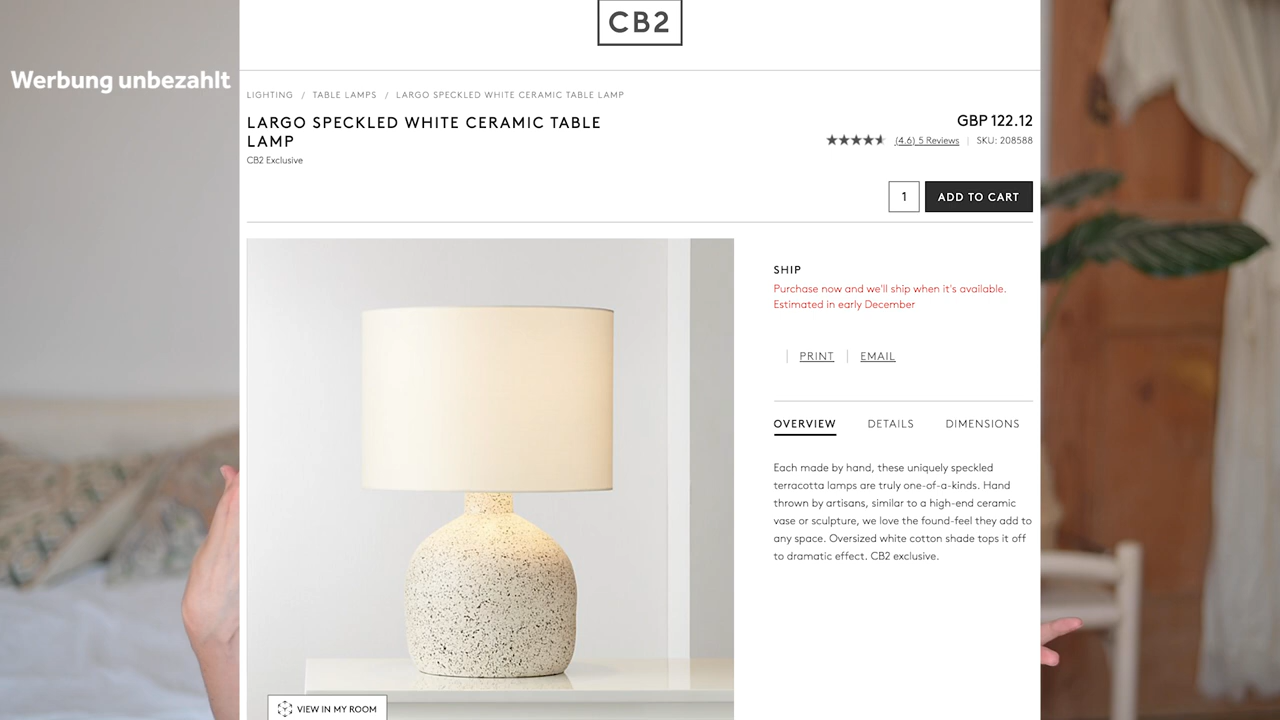 CB2
Werbung unbezahlt
LIGHTING / TABLE LAMPS / LARGO SPECKLED WHITE CERAMIC TABLE LAMP
LARGO SPECKLED WHITE CERAMIC TABLE
LAMP
CB2 Exclusive
GBP 122.12
(4.6) 5 Reviews | SKU: 208588
1
ADD TO CART
SHIP
Purchase now and we'll ship when it's available.
Estimated in early December
PRINT | EMAIL
OVERVIEW DETAILS DIMENSIONS
Each made by hand, these uniquely speckled
terracotta lamps are truly one-of-a-kinds. Hand
thrown by artisans, similar to a high-end ceramic
vase or sculpture, we love the found-feel they add to
any space. Oversized white cotton shade tops it off
to dramatic effect. CB2 exclusive.
VIEW IN MY ROOM